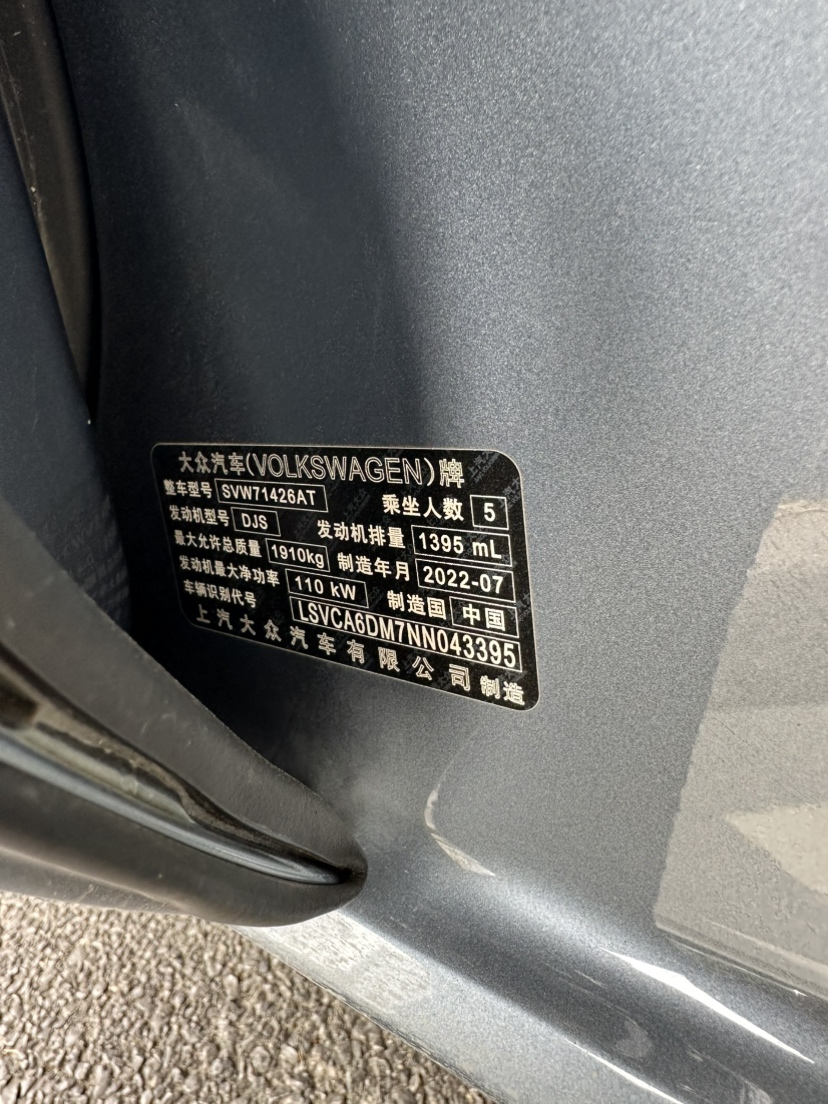 大众汽车(VOLKSWAGEN)牌
整车型号 SVW71426AT 乘坐人数 5
发动机型号 DJS 发动机排量 1395 mL
最大允许总质量 1910kg 制造年月 2022-07
发动机最大净功率 110 kW 制造国 中国
车辆识别代号 LSVCA6DM7NN043395
上汽大众汽车有限公司 制造